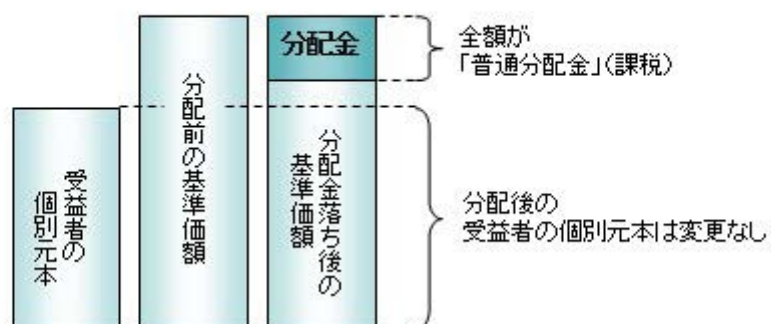 受益者の
個別元本
分配前の基準価額
分配金
分配金落ち後の
基準価額
全額が
「普通分配金」(課税)
分配後の
受益者の個別元本は変更なし